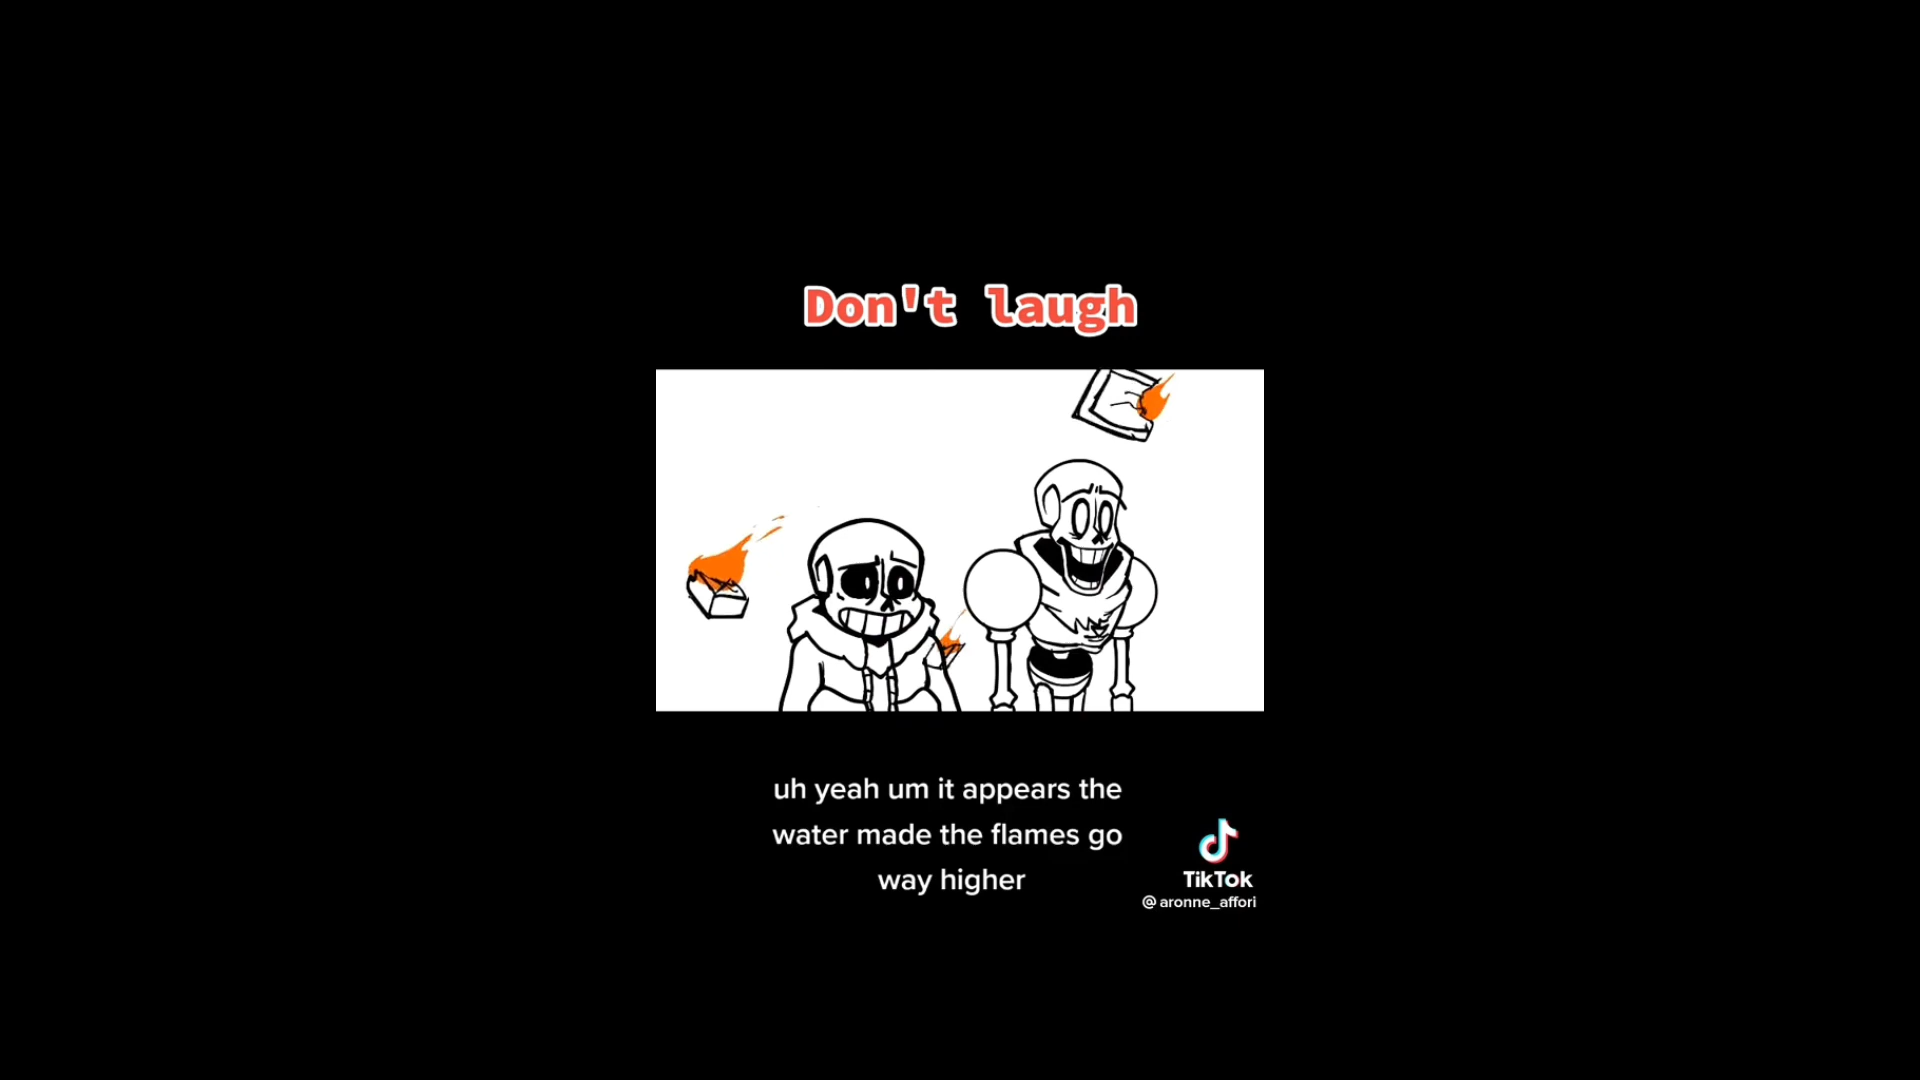 Don't laugh
uh yeah um it appears the
water made the flames go
way higher
TikTok
@aronne_affori